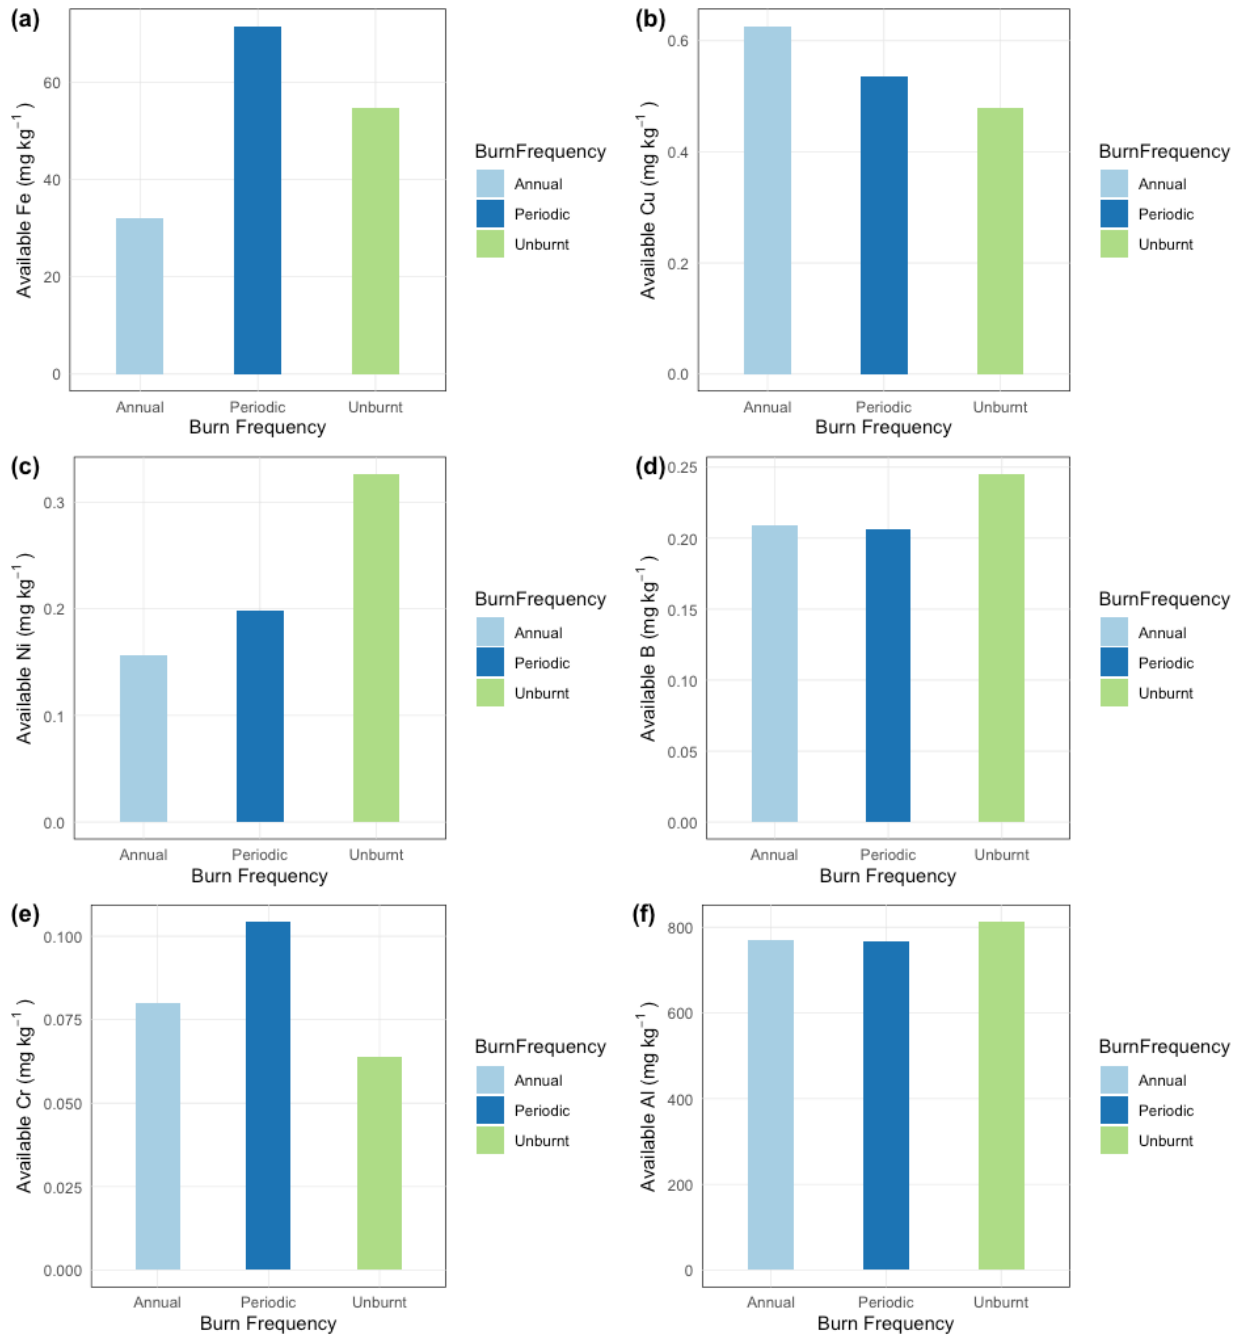 (a)
Available Fe (mg kg⁻¹ )
60
40
20
0
Annual Periodic Unburnt
Burn Frequency
BurnFrequency
Annual
Periodic
Unburnt
(b)
Available Cu (mg kg⁻¹ )
0.6
0.4
0.2
0.0
Annual Periodic Unburnt
Burn Frequency
BurnFrequency
Annual
Periodic
Unburnt
(c)
Available Ni (mg kg⁻¹ )
0.3
0.2
0.1
0.0
Annual Periodic Unburnt
Burn Frequency
BurnFrequency
Annual
Periodic
Unburnt
(d)
Available B (mg kg⁻¹ )
0.25
0.20
0.15
0.10
0.05
0.00
Annual Periodic Unburnt
Burn Frequency
BurnFrequency
Annual
Periodic
Unburnt
(e)
Available Cr (mg kg⁻¹ )
0.100
0.075
0.050
0.025
0.000
Annual Periodic Unburnt
Burn Frequency
BurnFrequency
Annual
Periodic
Unburnt
(f)
Available Al (mg kg⁻¹ )
800
600
400
200
0
Annual Periodic Unburnt
Burn Frequency
BurnFrequency
Annual
Periodic
Unburnt